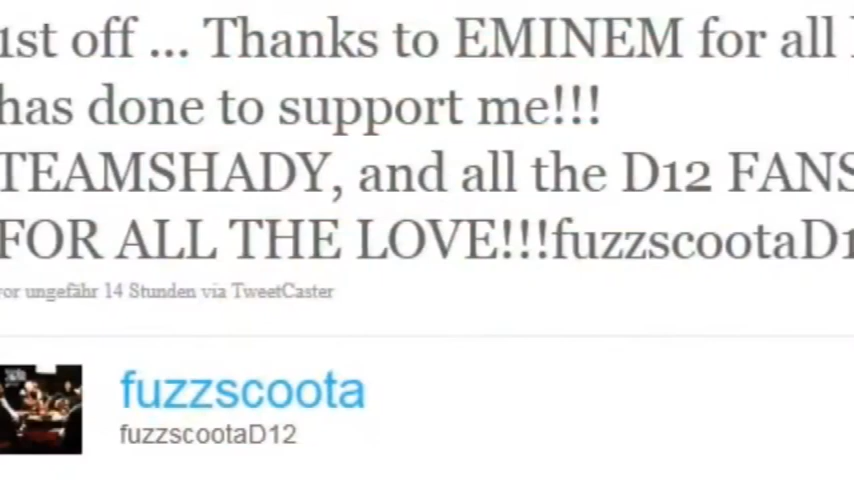 1st off ... Thanks to EMINEM for all
has done to support me!!!
TEAMSHADY, and all the D12 FANS
FOR ALL THE LOVE!!!fuzzscootaD1
vor ungefähr 14 Stunden via TweetCaster
fuzzscoota
fuzzscootaD12